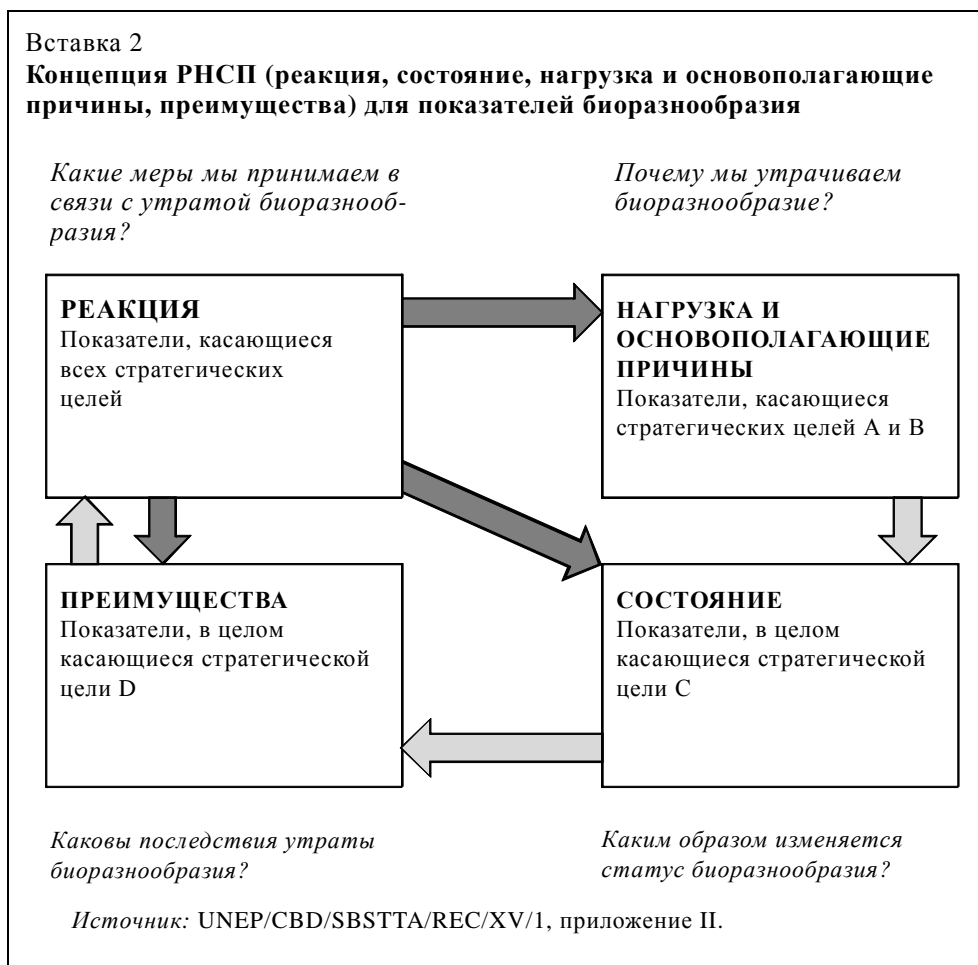 Вставка 2
Концепция РНСП (реакция, состояние, нагрузка и основополагающие
причины, преимущества) для показателей биоразнообразия
Какие меры мы принимаем в
связи с утратой биоразнооб-
разия?
Почему мы утрачиваем
биоразнообразие?
РЕАКЦИЯ
Показатели, касающиеся
всех стратегических
целей
НАГРУЗКА И
ОСНОВОПОЛАГАЮЩИЕ
ПРИЧИНЫ
Показатели, касающиеся
стратегических целей A и B
ПРЕИМУЩЕСТВА
Показатели, в целом
касающиеся стратегической
цели D
СОСТОЯНИЕ
Показатели, в целом
касающиеся стратегической
цели C
Каковы последствия утраты
биоразнообразия?
Каким образом изменяется
статус биоразнообразия?
Источник: UNEP/CBD/SBSTTA/REC/XV/1, приложение II.